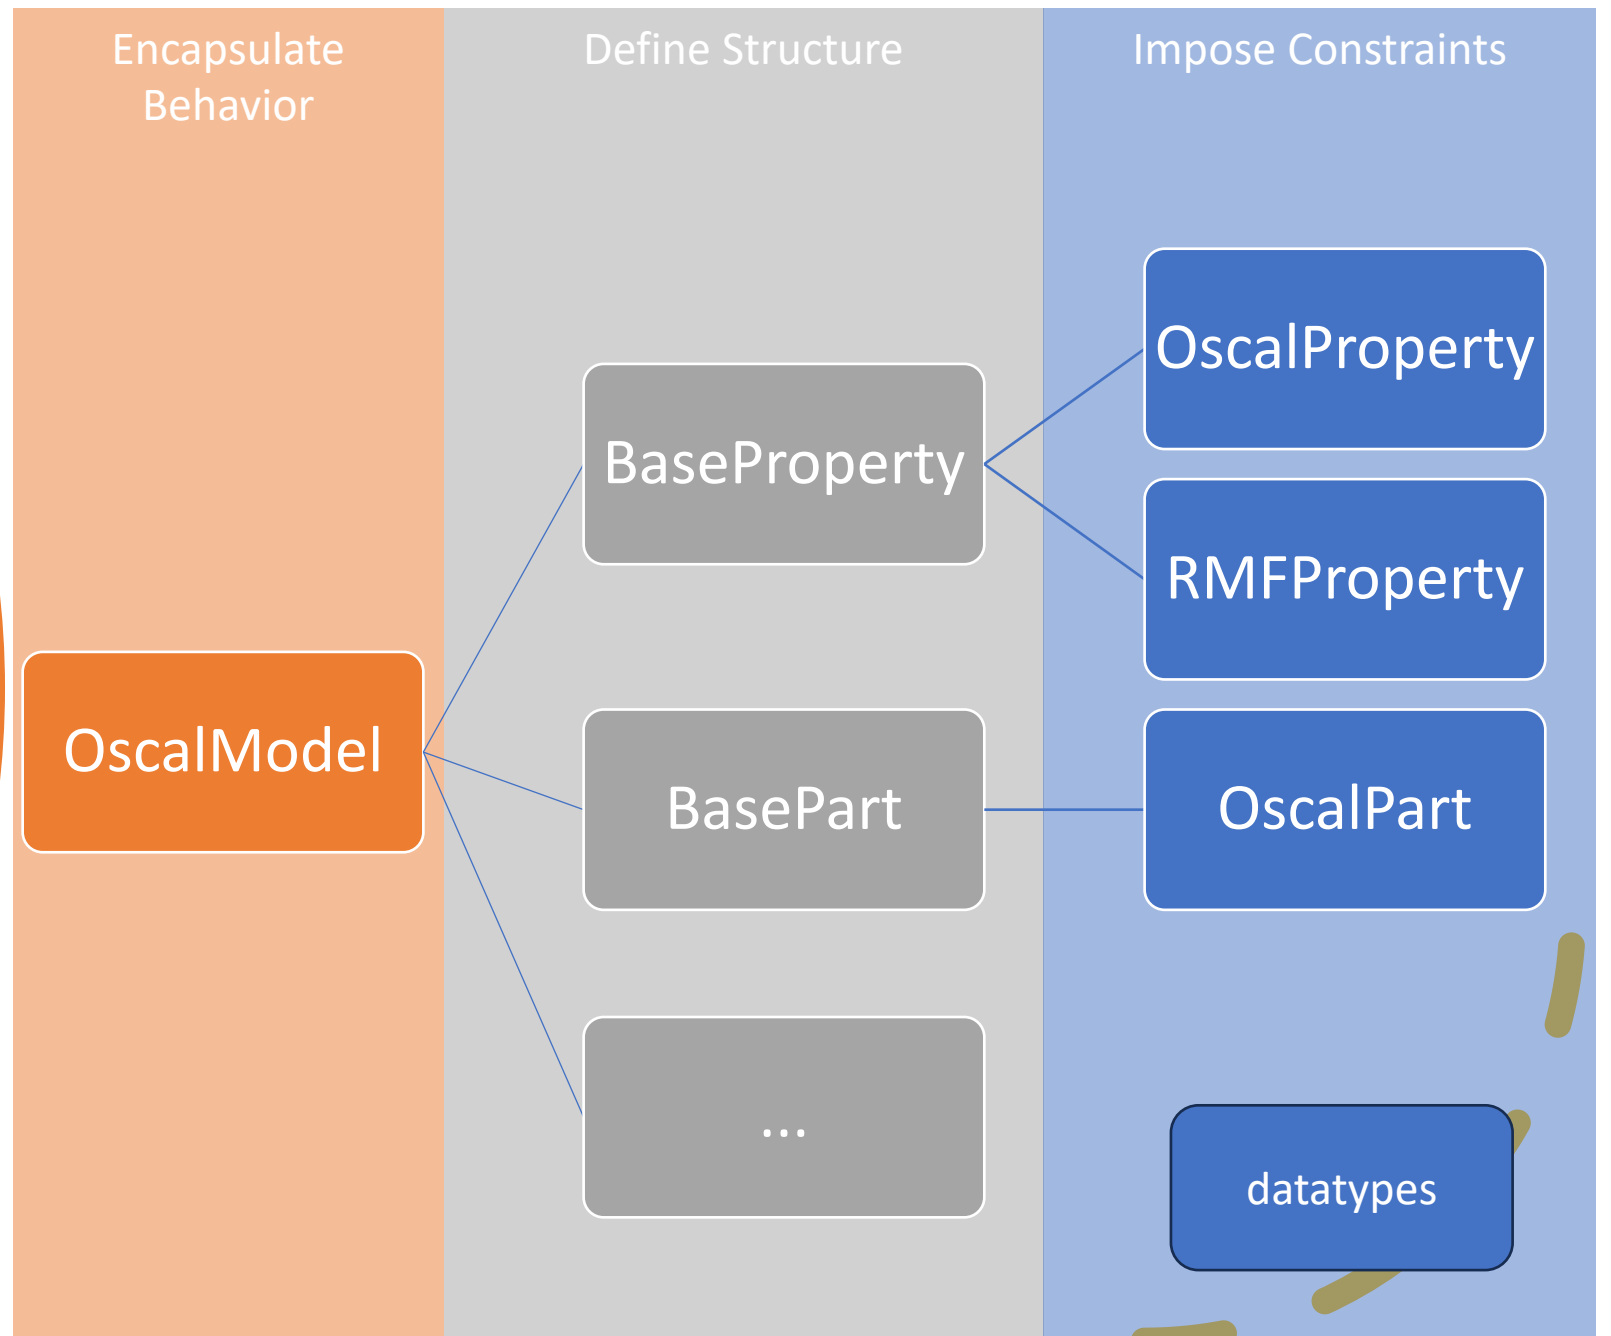 Encapsulate
Behavior
Define Structure
Impose Constraints
OscalProperty
BaseProperty
RMFProperty
OscalModel
BasePart
OscalPart
...
datatypes